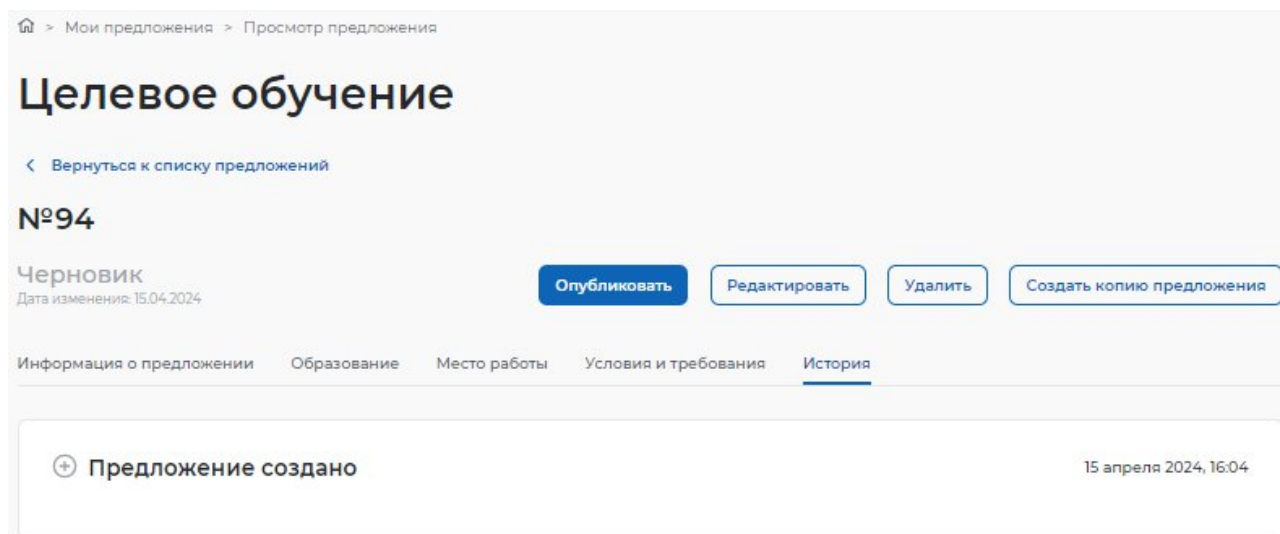 > Мои предложения > Просмотр предложения
Целевое обучение
< Вернуться к списку предложений
№94
Черновик
Дата изменения: 15.04.2024
Опубликовать Редактировать Удалить Создать копию предложения
Информация о предложении Образование Место работы Условия и требования История
Предложение создано 15 апреля 2024, 16:04